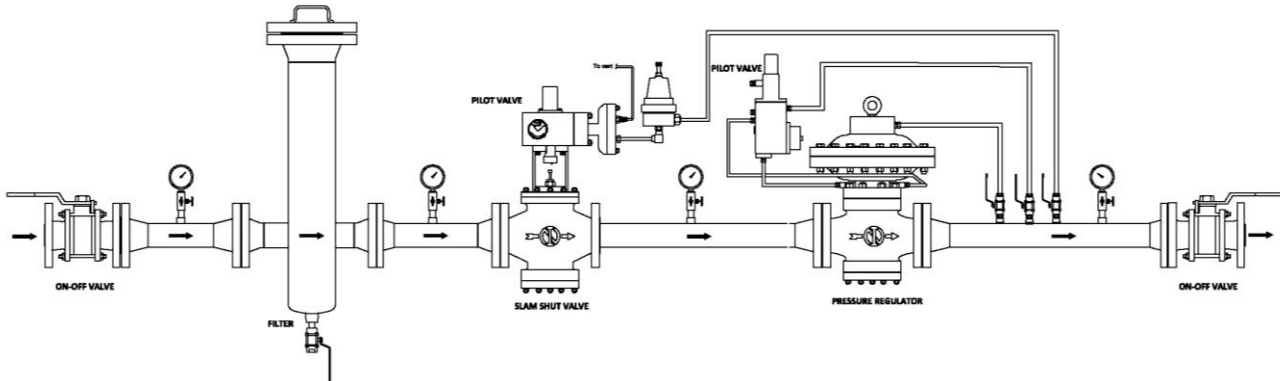 To vent
PILOT VALVE
PILOT VALVE
ON-OFF VALVE
FILTER
SLAM SHUT VALVE
PRESSURE REGULATOR
ON-OFF VALVE